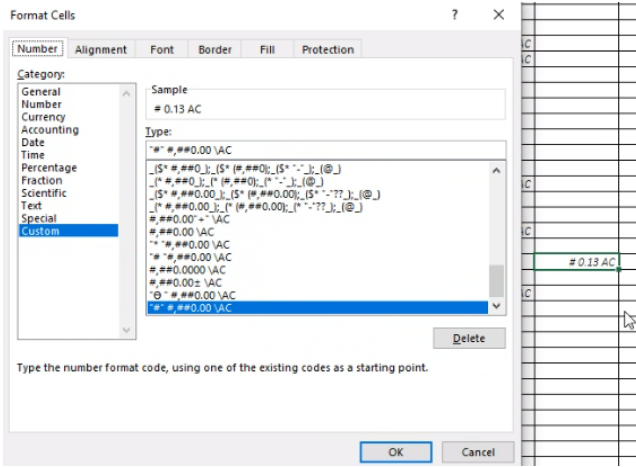 Format Cells ? ×
Number Alignment Font Border Fill Protection
Category:
General
Number
Currency
Accounting
Date
Time
Percentage
Fraction
Scientific
Text
Special
Custom
Sample
# 0.13 AC
Type:
"#" #,##0.00 \AC
_($* #,##0_);_($* (#,##0);_($* "-"_);_(@_)
_(* #,##0_);_(* (#,##0);_(* "-"_);_(@_)
_($* #,##0.00_);_($* (#,##0.00);_($* "-"??_);_(@_)
_(* #,##0.00_);_(* (#,##0.00);_(* "-"??_);_(@_)
#,##0.00"+" \AC
#,##0.00 \AC
"* "#,##0.00 \AC
"# "#,##0.00 \AC
#,##0.0000 \AC
#,##0.00± \AC
"Θ " #,##0.00 \AC
"#" #,##0.00 \AC
Delete
Type the number format code, using one of the existing codes as a starting point.
OK Cancel
AC
AC
AC
AC
# 0.13 AC
AC